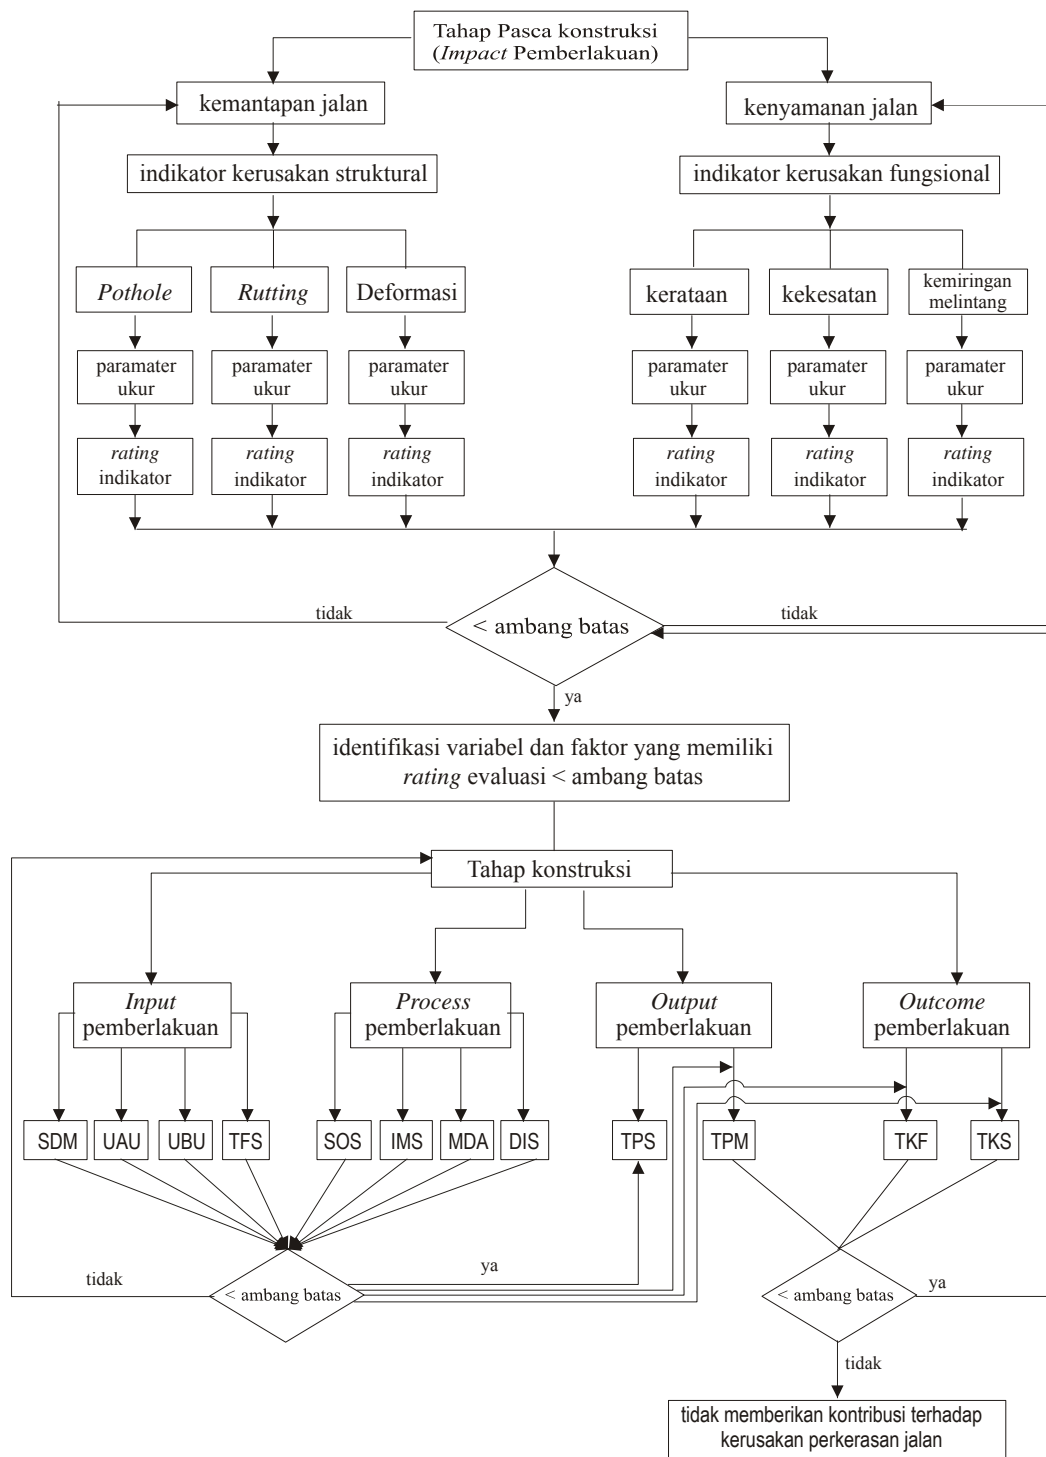 Tahap Pasca konstruksi
(Impact Pemberlakuan)
kemantapan jalan
kenyamanan jalan
indikator kerusakan struktural
indikator kerusakan fungsional
Pothole
Rutting
Deformasi
kerataan
kekesatan
kemiringan
melintang
paramater
ukur
paramater
ukur
paramater
ukur
paramater
ukur
paramater
ukur
paramater
ukur
rating
indikator
rating
indikator
rating
indikator
rating
indikator
rating
indikator
rating
indikator
tidak
< ambang batas
tidak
ya
identifikasi variabel dan faktor yang memiliki
rating evaluasi < ambang batas
Tahap konstruksi
Input
pemberlakuan
Process
pemberlakuan
Output
pemberlakuan
Outcome
pemberlakuan
SDM
UAU
UBU
TFS
SOS
IMS
MDA
DIS
TPS
TPM
TKF
TKS
tidak
< ambang batas
ya
< ambang batas
ya
tidak
tidak memberikan kontribusi terhadap
kerusakan perkerasan jalan